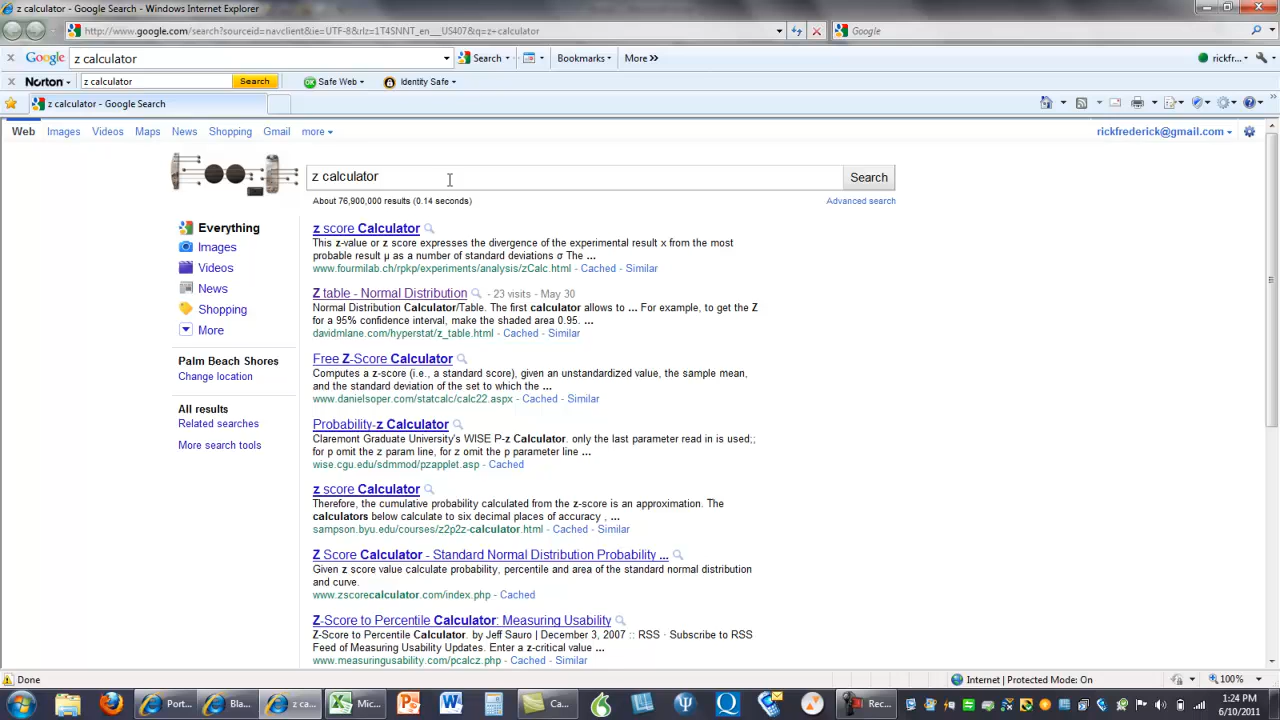 z calculator - Google Search - Windows Internet Explorer
http://www.google.com/search?sourceid=navclient&ie=UTF-8&rlz=1T4SNNT_en___US407&q=z+calculator
Google
Google z calculator Search Bookmarks More »» rickfr...
Norton z calculator Search OK Safe Web Identity Safe
z calculator - Google Search
Web Images Videos Maps News Shopping Gmail more
rickfrederick@gmail.com
z calculator
Search
About 76,900,000 results (0.14 seconds)
Advanced search
Everything
Images
Videos
News
Shopping
More
Palm Beach Shores
Change location
All results
Related searches
More search tools
z score Calculator
This z-value or z score expresses the divergence of the experimental result x from the most
probable result μ as a number of standard deviations σ The ...
www.fourmilab.ch/rpkp/experiments/analysis/zCalc.html - Cached - Similar
Z table - Normal Distribution - 23 visits - May 30
Normal Distribution Calculator/Table. The first calculator allows to ... For example, to get the Z
for a 95% confidence interval, make the shaded area 0.95. ...
davidmlane.com/hyperstat/z_table.html - Cached - Similar
Free Z-Score Calculator
Computes a z-score (i.e., a standard score), given an unstandardized value, the sample mean,
and the standard deviation of the set to which the ...
www.danielsoper.com/statcalc/calc22.aspx - Cached - Similar
Probability-z Calculator
Claremont Graduate University's WISE P-z Calculator. only the last parameter read in is used;;
for p omit the z param line, for z omit the p parameter line ...
wise.cgu.edu/sdmmod/pzapplet.asp - Cached
z score Calculator
Therefore, the cumulative probability calculated from the z-score is an approximation. The
calculators below calculate to six decimal places of accuracy , ...
sampson.byu.edu/courses/z2p2z-calculator.html - Cached - Similar
Z Score Calculator - Standard Normal Distribution Probability ...
Given z score value calculate probability, percentile and area of the standard normal distribution
and curve.
www.zscorecalculator.com/index.php - Cached
Z-Score to Percentile Calculator: Measuring Usability
Z-Score to Percentile Calculator. by Jeff Sauro | December 3, 2007 :: RSS · Subscribe to RSS
Feed of Measuring Usability Updates. Enter a z-critical value ...
www.measuringusability.com/pcalcz.php - Cached - Similar
Done
Internet | Protected Mode: On
100%
Port...
Bla...
z ca...
Mic...
Ca...
Rec...
1:24 PM
6/10/2011